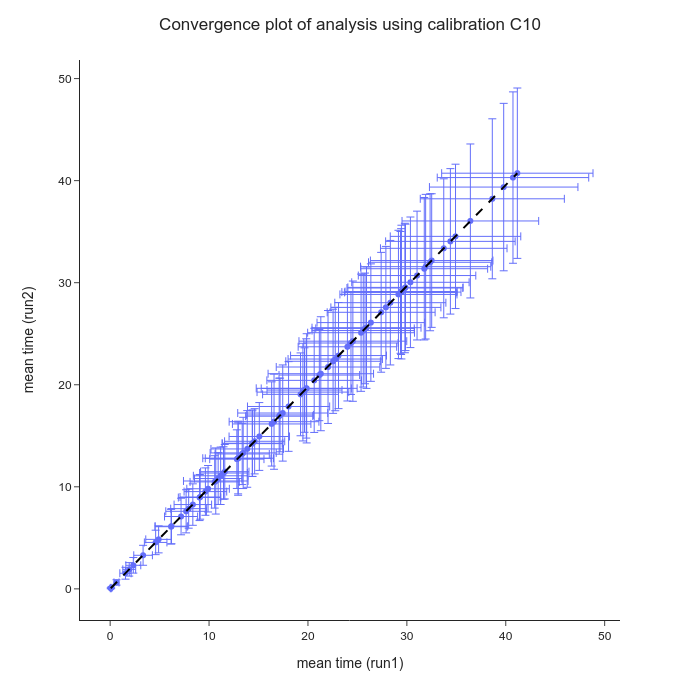 Convergence plot of analysis using calibration C10
50
40
30
20
10
0
mean time (run2)
0 10 20 30 40 50
mean time (run1)